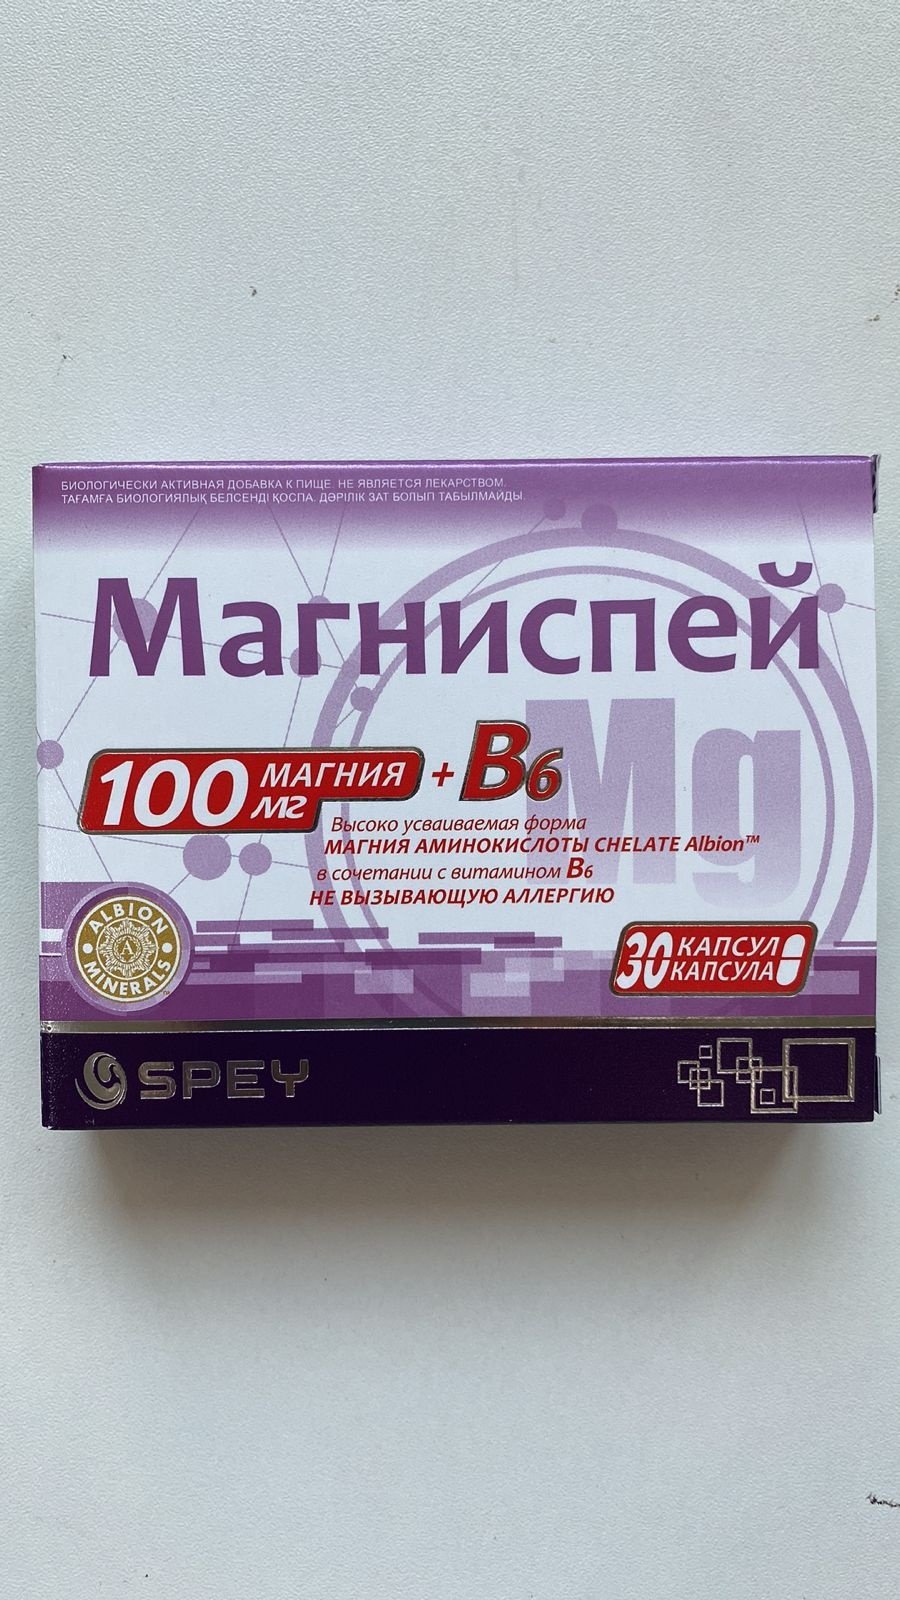 БИОЛОГИЧЕСКИ АКТИВНАЯ ДОБАВКА К ПИЩЕ. НЕ ЯВЛЯЕТСЯ ЛЕКАРСТВОМ.
ТАҒАМҒА БИОЛОГИЯЛЫҚ БЕЛСЕНДІ ҚОСПА. ДӘРІЛІК ЗАТ БОЛЫП ТАБЫЛМАЙДЫ.
Магниспей
Mg
100 мг МАГНИЯ + B6
Высоко усваиваемая форма
МАГНИЯ АМИНОКИСЛОТЫ CHELATE Albion™
в сочетании с витамином B6
НЕ ВЫЗЫВАЮЩУЮ АЛЛЕРГИЮ
ALBION MINERALS
A
30 КАПСУЛ
КАПСУЛА
SPEY